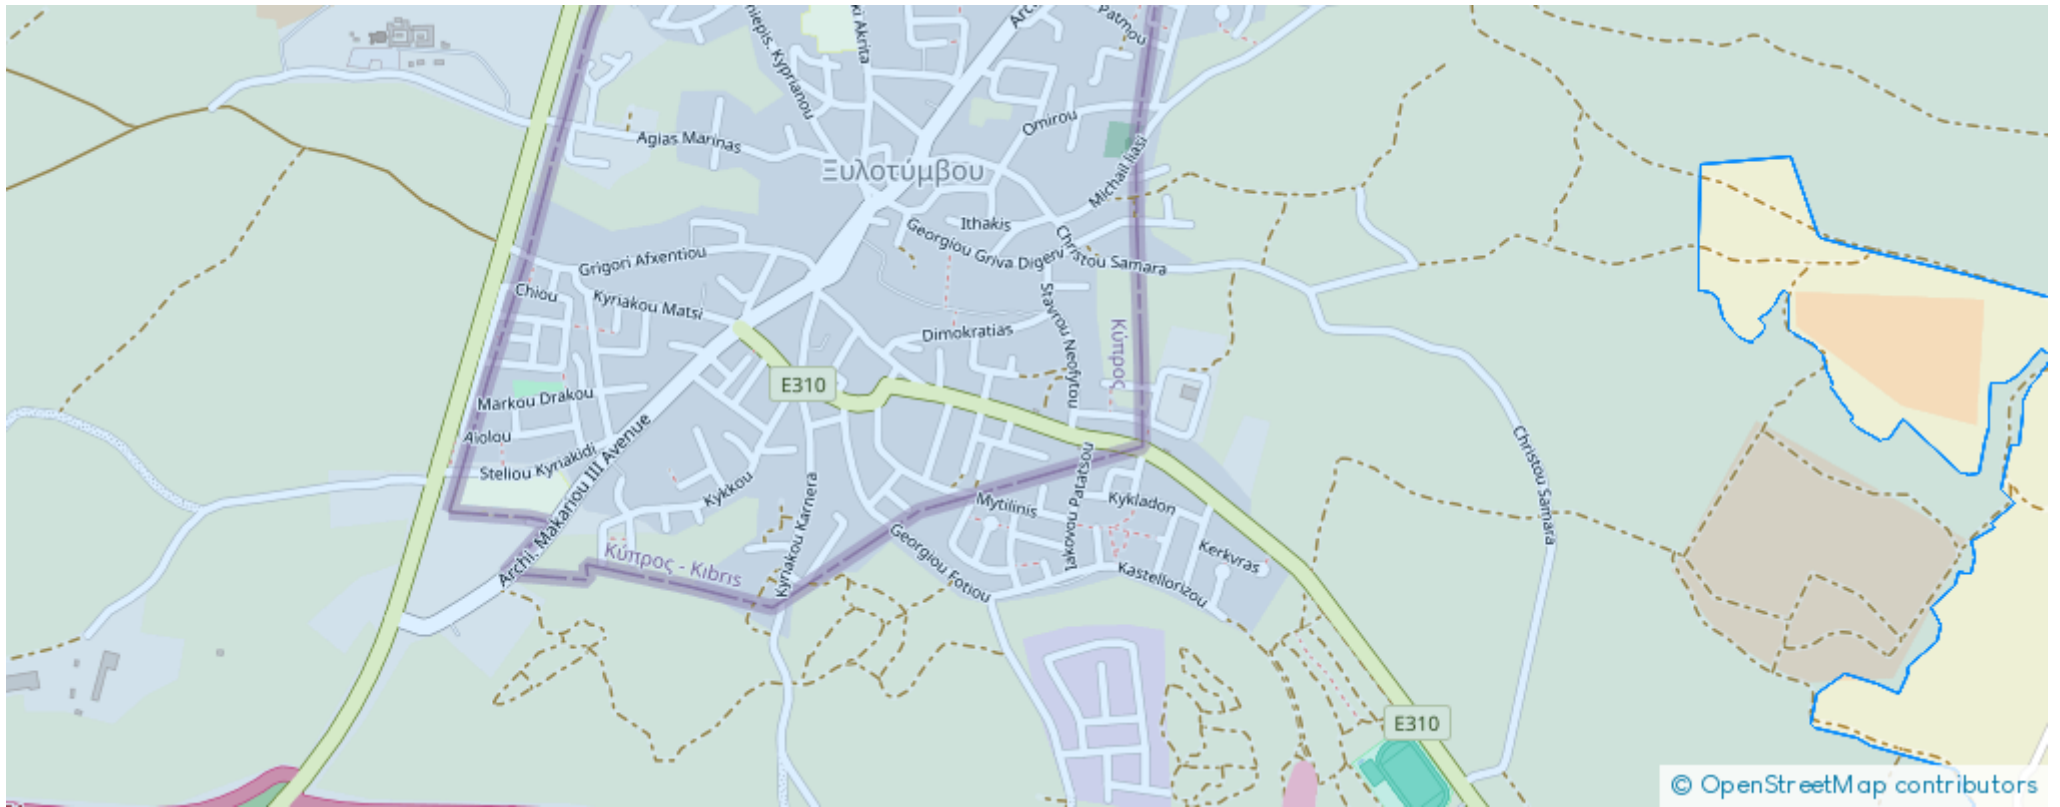 Patmou
Omirou
Agias Marinas
Ξυλοτύμβου
Michail Iliasi
Ithakis
Georgiou Griva Digeni
Christou Samara
Grigori Afxentiou
Chiou
Kyriakou Matsi
Stavrou Neofytou
Dimokratias
Κύπρος
E310
Markou Drakou
Aiolou
Steliou Kyriakidi
Archi. Makariou III Avenue
Kykkou
Kyriakou Karnera
Mytilinis
Iakovou Patatsou
Kykladon
Christou Samara
Κύπρος - Kıbrıs
Georgiou Fotiou
Kerkyras
Kastellorizou
E310
© OpenStreetMap contributors